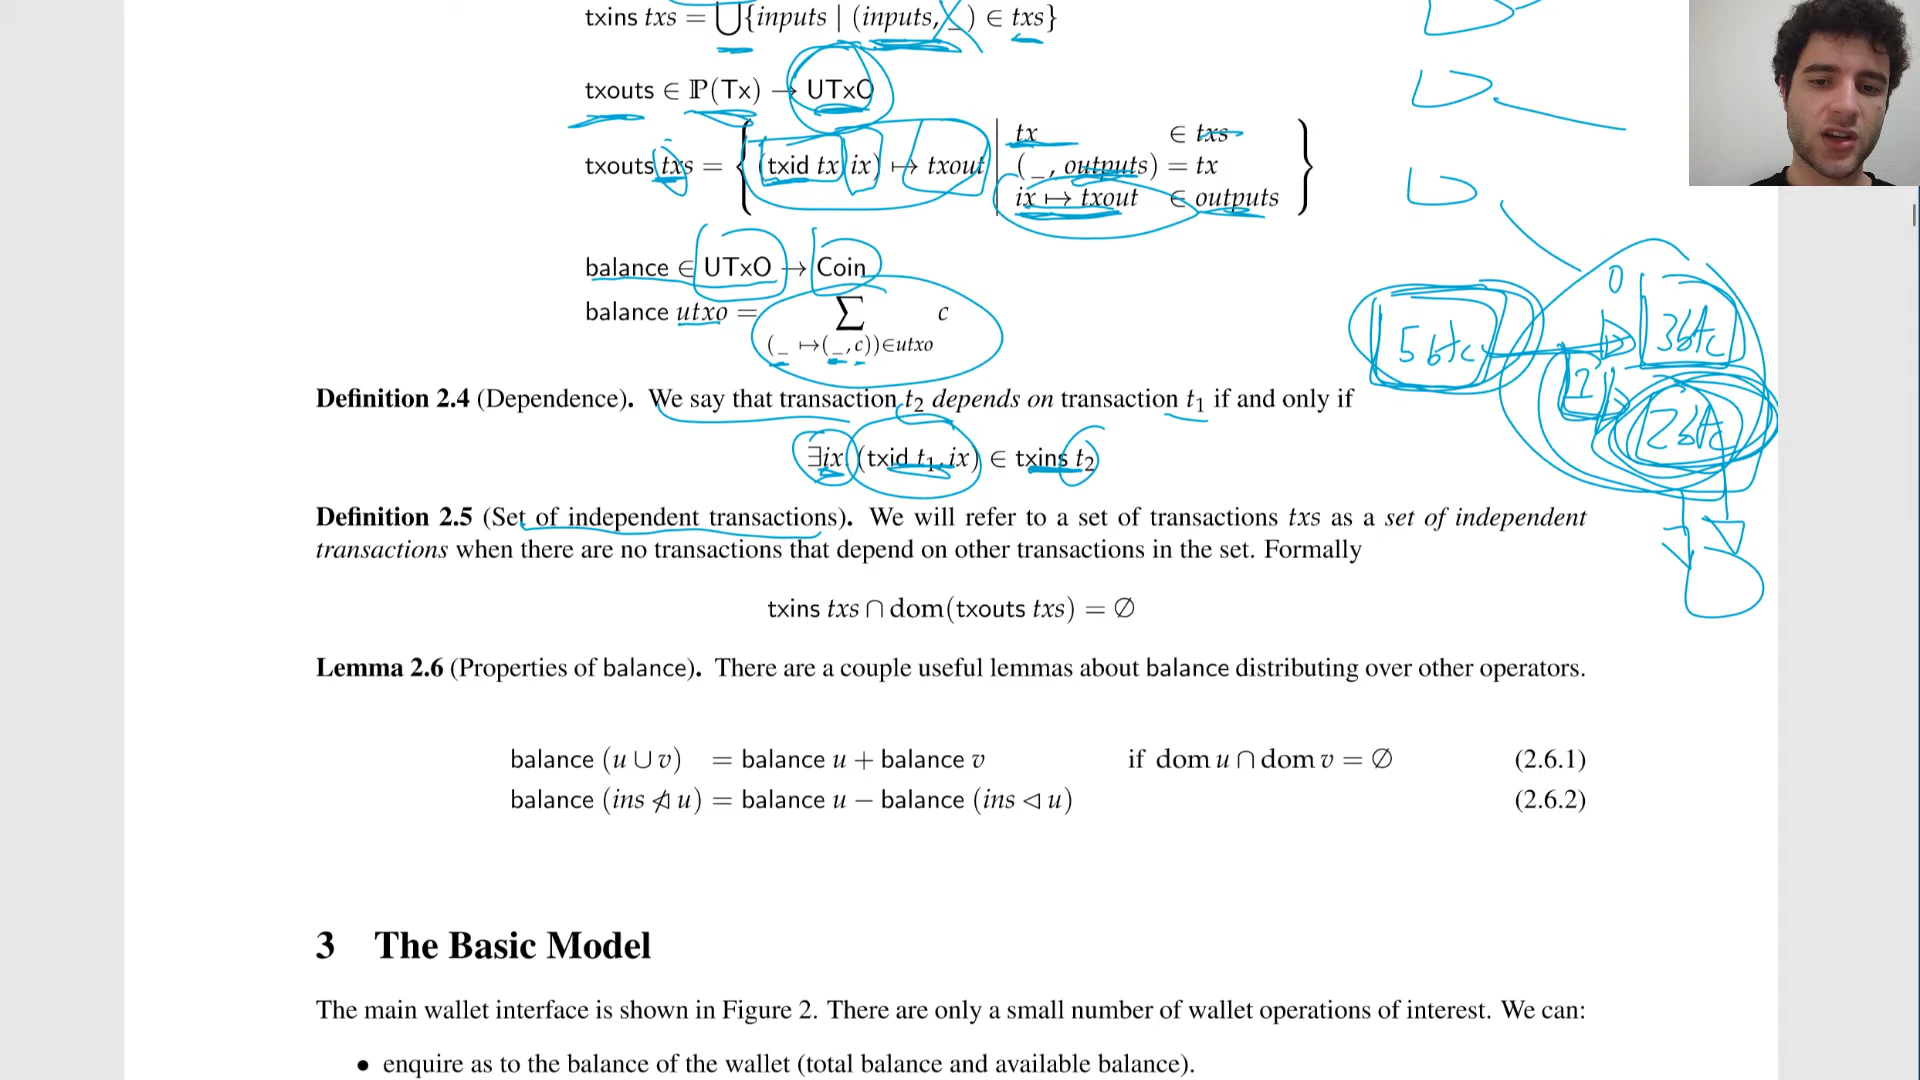 txins txs = ⋃{inputs | (inputs, _) ∈ txs}
txouts ∈ ℙ(Tx) → UTxO
txouts txs = { (txid tx, ix) ↦ txout | tx ∈ txs
(_, outputs) = tx
ix ↦ txout ∈ outputs }
balance ∈ UTxO → Coin
balance utxo = ∑ c
(_ ↦ (_, c)) ∈ utxo
0
5 btc
3btc
1
2btc
Definition 2.4 (Dependence). We say that transaction t₂ depends on transaction t₁ if and only if
∃ix.(txid t₁, ix) ∈ txins t₂
Definition 2.5 (Set of independent transactions). We will refer to a set of transactions txs as a set of independent
transactions when there are no transactions that depend on other transactions in the set. Formally
txins txs ∩ dom(txouts txs) = ∅
Lemma 2.6 (Properties of balance). There are a couple useful lemmas about balance distributing over other operators.
balance (u ∪ v) = balance u + balance v if dom u ∩ dom v = ∅ (2.6.1)
balance (ins ⋪ u) = balance u − balance (ins ◁ u) (2.6.2)
3 The Basic Model
The main wallet interface is shown in Figure 2. There are only a small number of wallet operations of interest. We can:
• enquire as to the balance of the wallet (total balance and available balance).